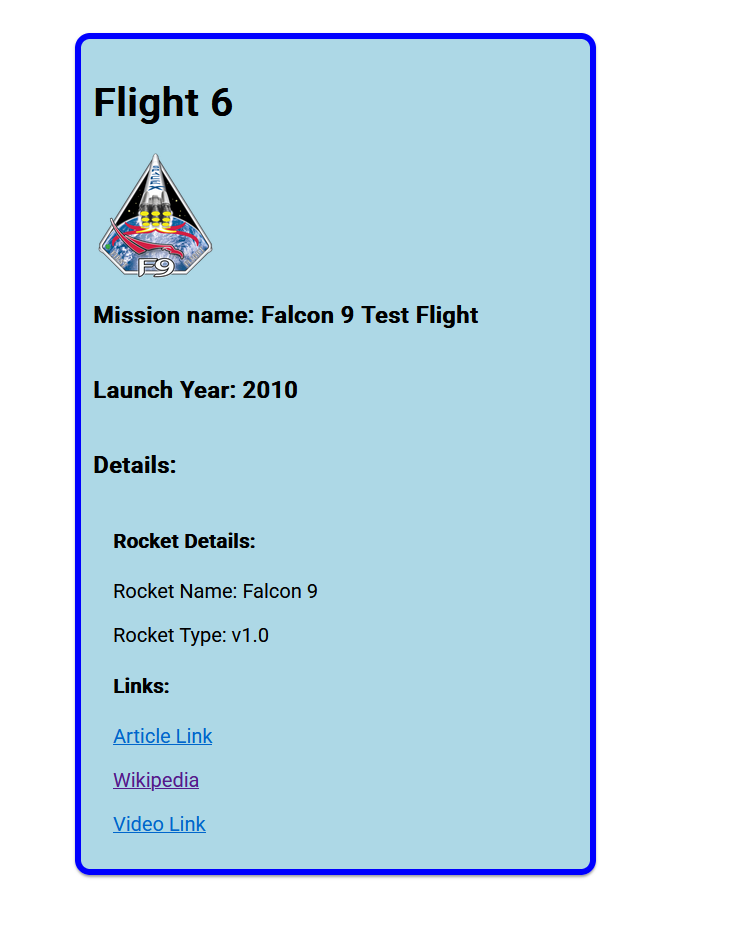 Flight 6
SPACEX
F9
Mission name: Falcon 9 Test Flight
Launch Year: 2010
Details:
Rocket Details:
Rocket Name: Falcon 9
Rocket Type: v1.0
Links:
Article Link
Wikipedia
Video Link